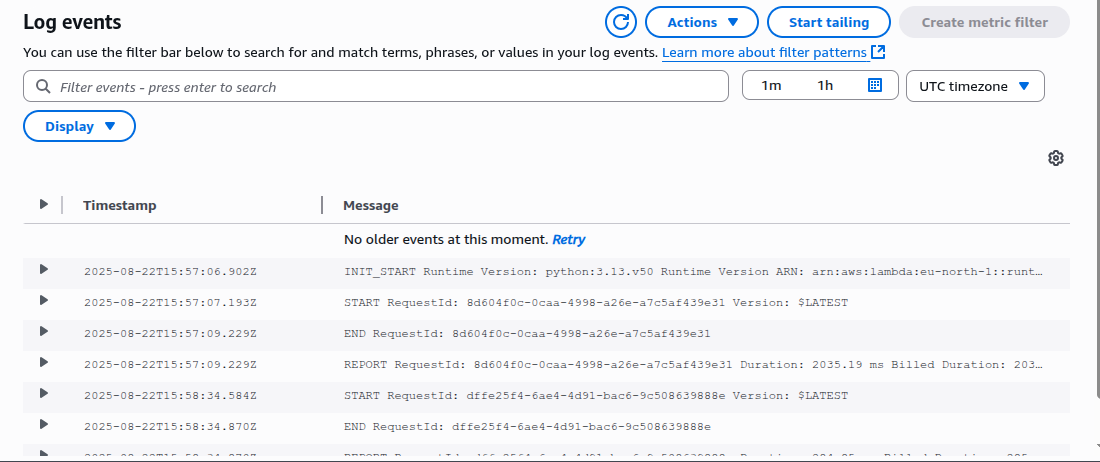 Log events
Actions
Start tailing
Create metric filter
You can use the filter bar below to search for and match terms, phrases, or values in your log events. Learn more about filter patterns
Filter events - press enter to search
1m
1h
UTC timezone
Display
Timestamp
Message
No older events at this moment. Retry
2025-08-22T15:57:06.902Z INIT_START Runtime Version: python:3.13.v50 Runtime Version ARN: arn:aws:lambda:eu-north-1::runt…
2025-08-22T15:57:07.193Z START RequestId: 8d604f0c-0caa-4998-a26e-a7c5af439e31 Version: $LATEST
2025-08-22T15:57:09.229Z END RequestId: 8d604f0c-0caa-4998-a26e-a7c5af439e31
2025-08-22T15:57:09.229Z REPORT RequestId: 8d604f0c-0caa-4998-a26e-a7c5af439e31 Duration: 2035.19 ms Billed Duration: 203…
2025-08-22T15:58:34.584Z START RequestId: dffe25f4-6ae4-4d91-bac6-9c508639888e Version: $LATEST
2025-08-22T15:58:34.870Z END RequestId: dffe25f4-6ae4-4d91-bac6-9c508639888e